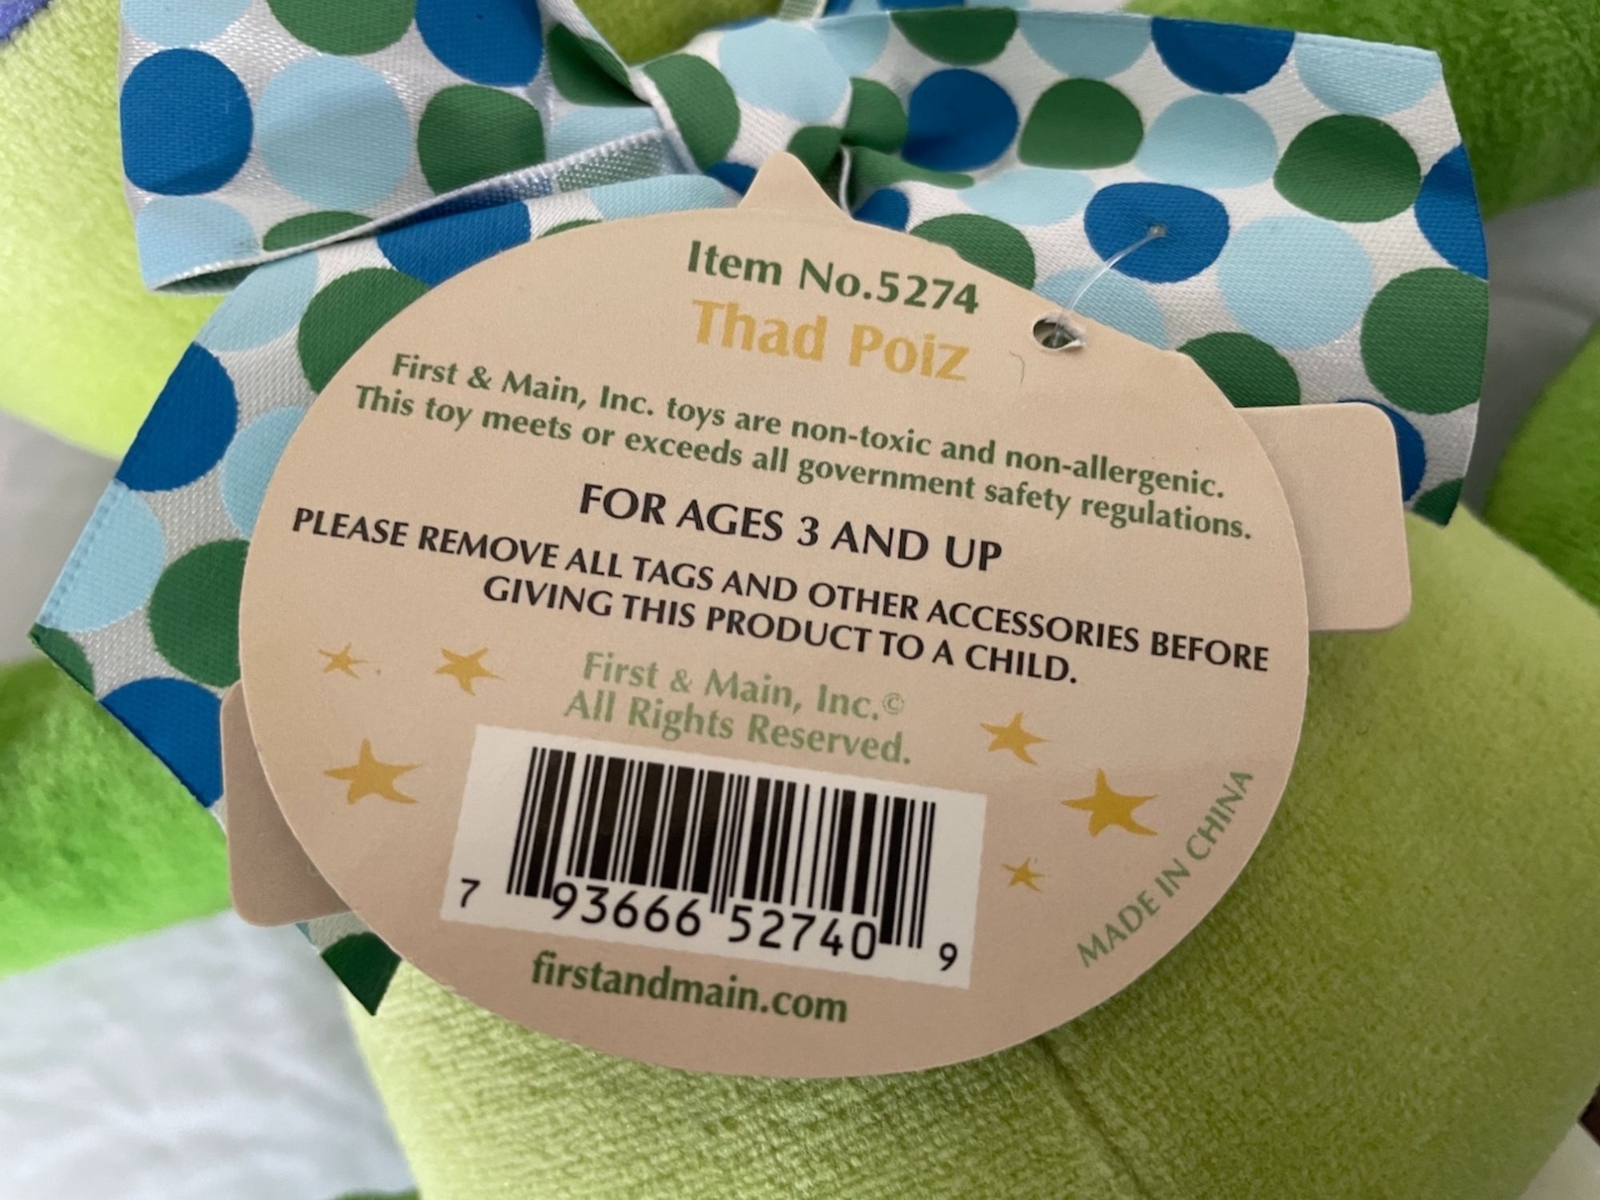 Item No.5274
Thad Poiz
First & Main, Inc. toys are non-toxic and non-allergenic.
This toy meets or exceeds all government safety regulations.
FOR AGES 3 AND UP
PLEASE REMOVE ALL TAGS AND OTHER ACCESSORIES BEFORE
GIVING THIS PRODUCT TO A CHILD.
First & Main, Inc.©
All Rights Reserved.
7 93666 52740 9
firstandmain.com
MADE IN CHINA